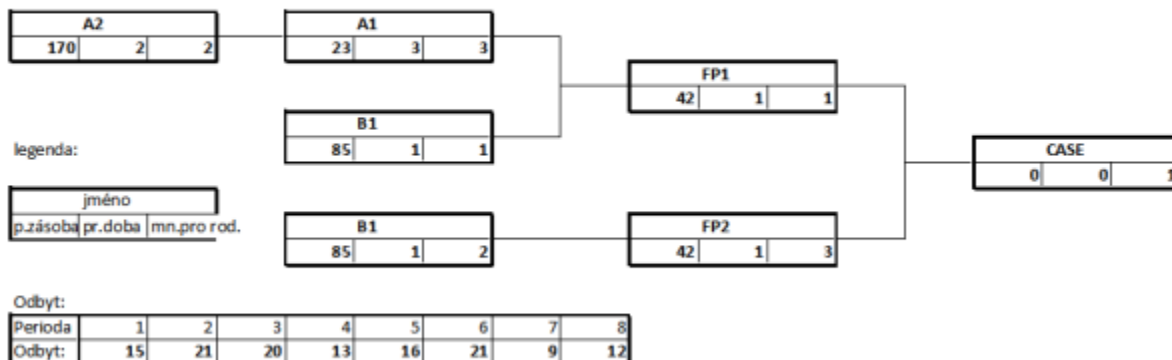 A2
170 2 2
A1
23 3 3
FP1
42 1 1
B1
85 1 1
legenda:
CASE
0 0 1
jméno
p.zásoba pr.doba mn.pro rod.
B1
85 1 2
FP2
42 1 3
Odbyt:
Perioda 1 2 3 4 5 6 7 8
Odbyt: 15 21 20 13 16 21 9 12